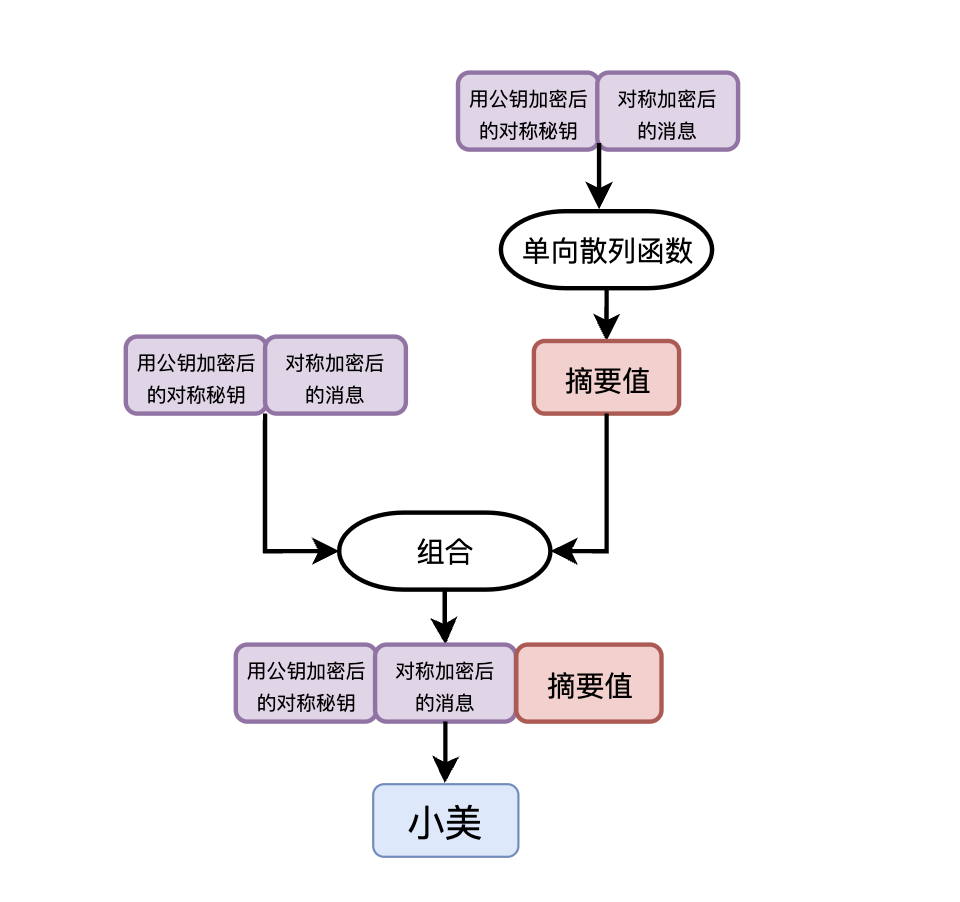 用公钥加密后
的对称秘钥
对称加密后
的消息
单向散列函数
摘要值
用公钥加密后
的对称秘钥
对称加密后
的消息
组合
用公钥加密后
的对称秘钥
对称加密后
的消息
摘要值
小美